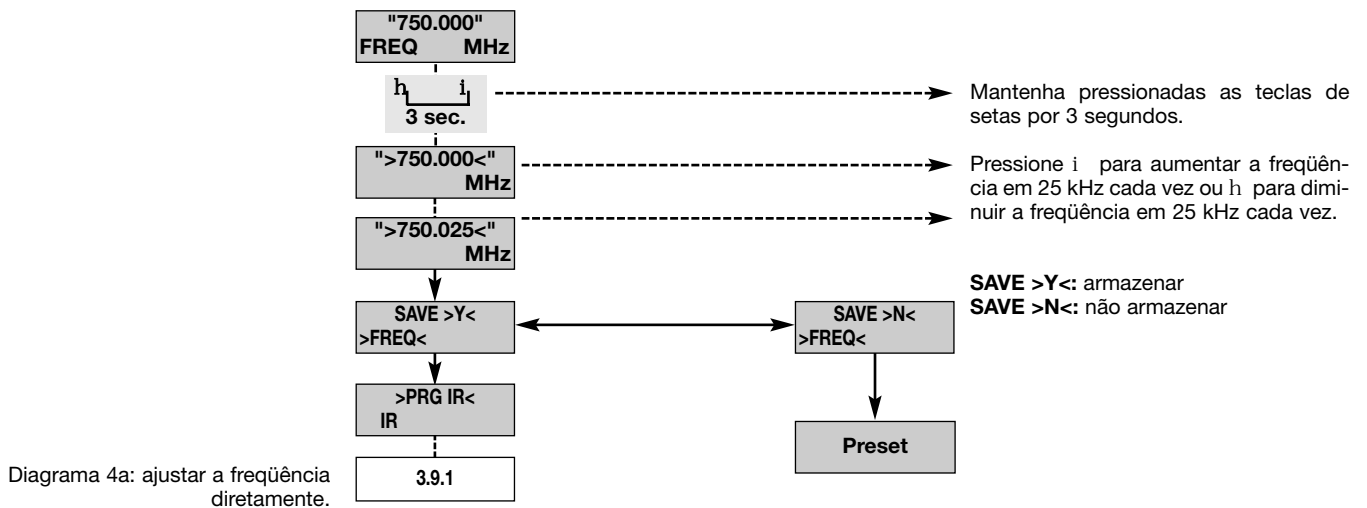 "750.000"
FREQ MHz
h i
3 sec.
Mantenha pressionadas as teclas de
setas por 3 segundos.
">750.000<"
MHz
Pressione i para aumentar a freqüên-
cia em 25 kHz cada vez ou h para dimi-
nuir a freqüência em 25 kHz cada vez.
">750.025<"
MHz
SAVE >Y<: armazenar
SAVE >N<: não armazenar
SAVE >Y<
>FREQ<
SAVE >N<
>FREQ<
>PRG IR<
IR
Preset
3.9.1
Diagrama 4a: ajustar a freqüência
diretamente.